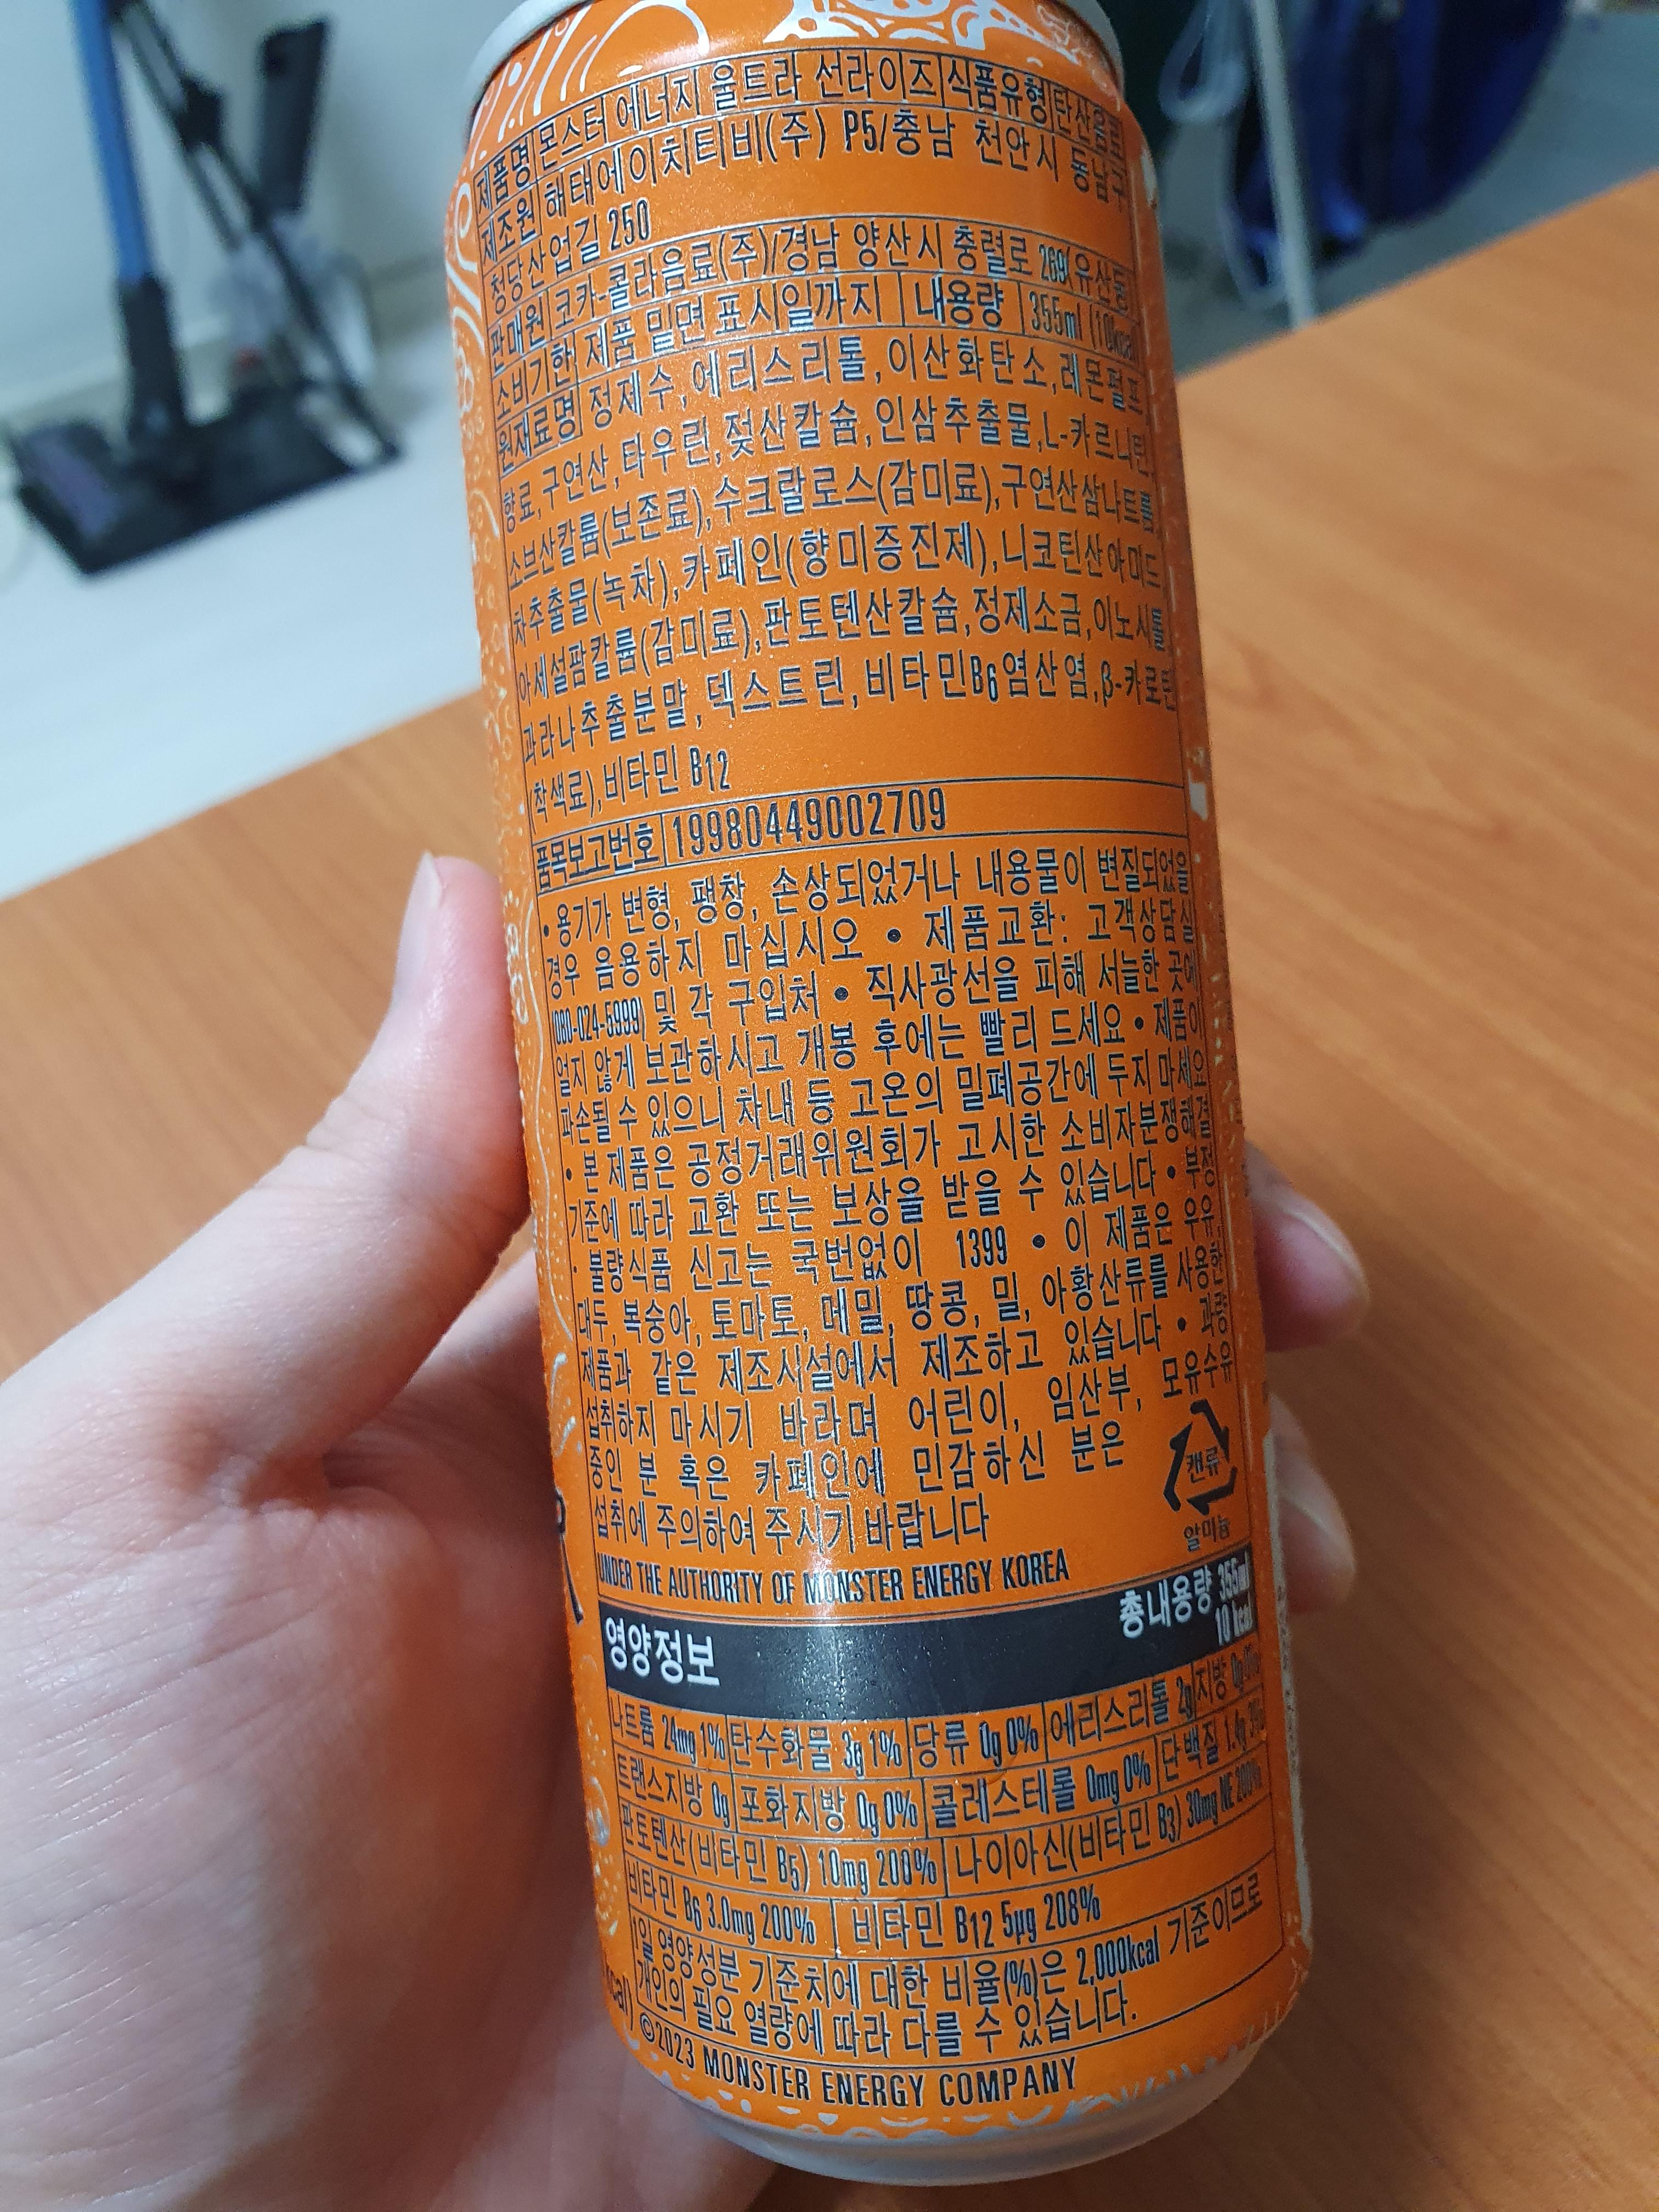 제품명 몬스터 에너지 울트라 선라이즈 식품유형 탄산음료
제조원 해태에이치티비(주) P5/충남 천안시 동남구
청당산업길 250
판매원 코카-콜라음료(주)/경남 양산시 충렬로 269(유산동)
소비기한 제품 밑면 표시일까지 내용량 355ml (10kcal)
원재료명 정제수, 에리스리톨, 이산화탄소, 레몬펄프,
향료, 구연산, 타우린, 젖산칼슘, 인삼추출물, L-카르니틴,
소브산칼륨(보존료), 수크랄로스(감미료), 구연산삼나트륨,
차추출물(녹차), 카페인(향미증진제), 니코틴산아미드,
아세설팜칼륨(감미료), 판토텐산칼슘, 정제소금, 이노시톨,
과라나추출분말, 덱스트린, 비타민B6염산염, β-카로틴
(착색료), 비타민 B12
품목보고번호 19980449002709
• 용기가 변형, 팽창, 손상되었거나 내용물이 변질되었을
경우 음용하지 마십시오 • 제품교환: 고객상담실
(080-024-5999) 및 각 구입처 • 직사광선을 피해 서늘한 곳에
얼지 않게 보관하시고 개봉 후에는 빨리 드세요 • 제품이
파손될 수 있으니 차내 등 고온의 밀폐공간에 두지 마세요
• 본 제품은 공정거래위원회가 고시한 소비자분쟁해결
기준에 따라 교환 또는 보상을 받을 수 있습니다 • 부정
· 불량식품 신고는 국번없이 1399 • 이 제품은 우유,
대두, 복숭아, 토마토, 메밀, 땅콩, 밀, 아황산류를 사용한
제품과 같은 제조시설에서 제조하고 있습니다 • 과량
섭취하지 마시기 바라며 어린이, 임산부, 모유수유
중인 분 혹은 카페인에 민감하신 분은
섭취에 주의하여 주시기 바랍니다
캔류
알미늄
UNDER THE AUTHORITY OF MONSTER ENERGY KOREA
영양정보 총내용량 355ml
10 kcal
나트륨 24mg 1% 탄수화물 3g 1% 당류 0g 0% 에리스리톨 2g 지방 0g 0%
트랜스지방 0g 포화지방 0g 0% 콜레스테롤 0mg 0% 단백질 1.4g 3%
판토텐산(비타민 B5) 10mg 200% 나이아신(비타민 B3) 30mg NE 200%
비타민 B6 3.0mg 200% 비타민 B12 5μg 208%
1일 영양성분 기준치에 대한 비율(%)은 2,000kcal 기준이므로
개인의 필요 열량에 따라 다를 수 있습니다.
©2023 MONSTER ENERGY COMPANY